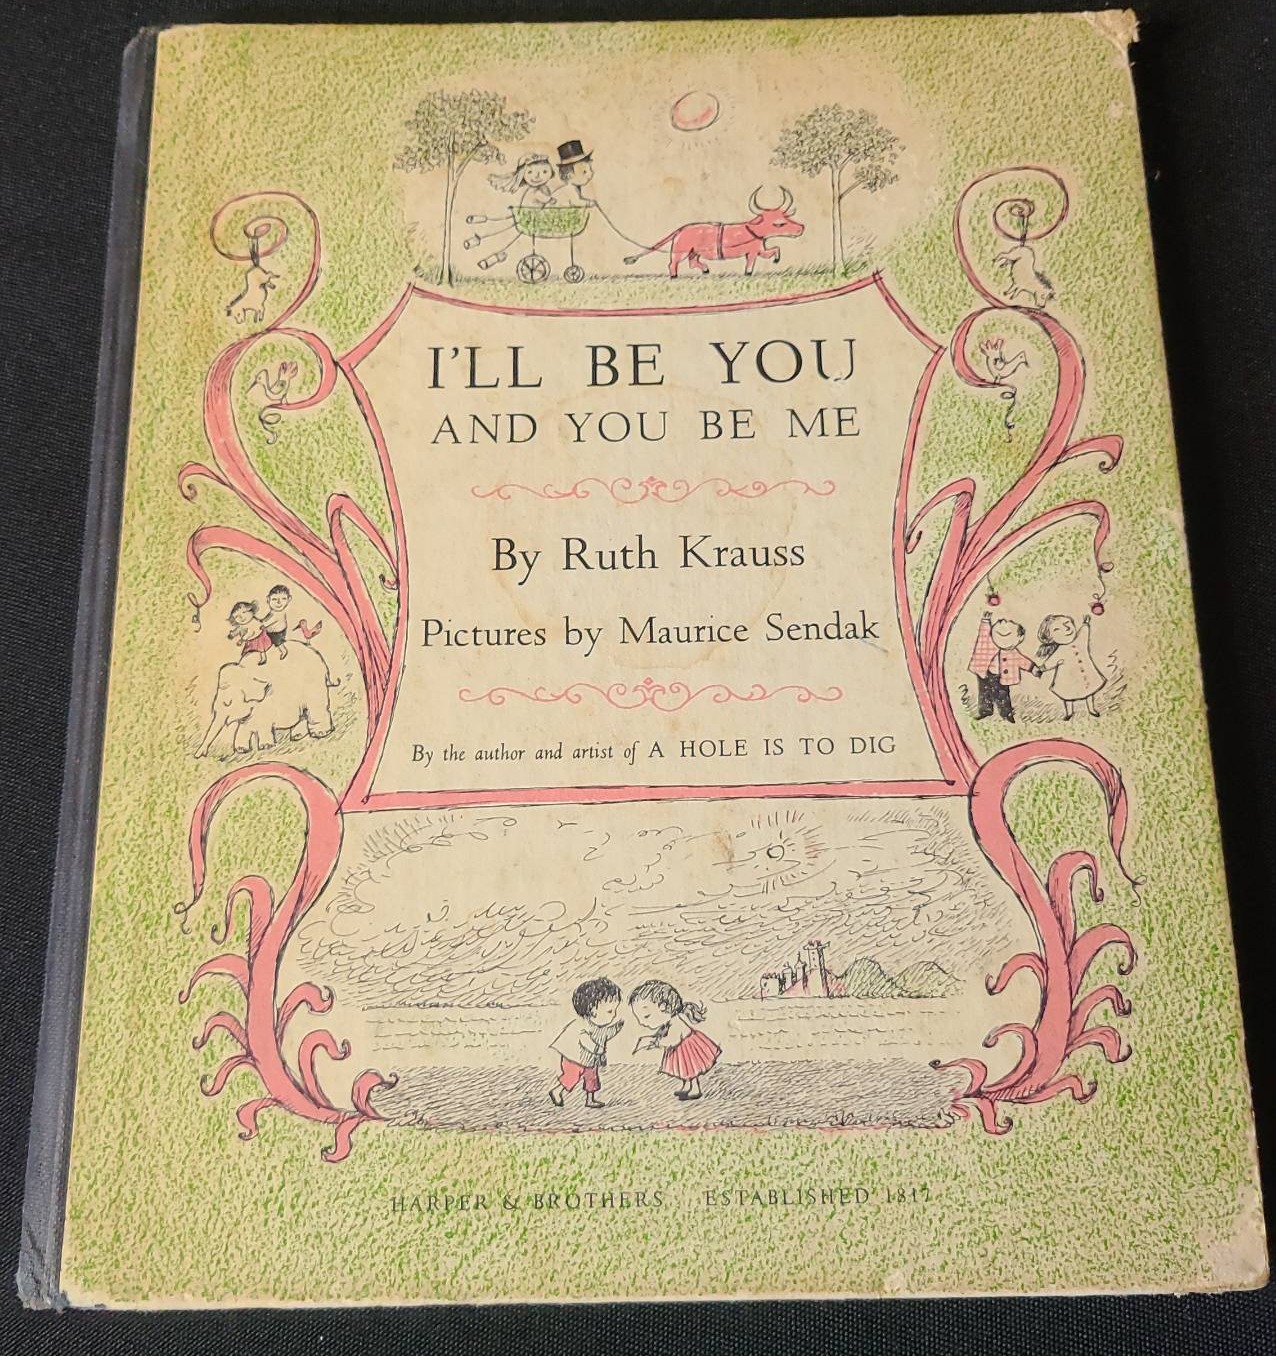 I'LL BE YOU
AND YOU BE ME
By Ruth Krauss
Pictures by Maurice Sendak
By the author and artist of A HOLE IS TO DIG
HARPER & BROTHERS ESTABLISHED 1817